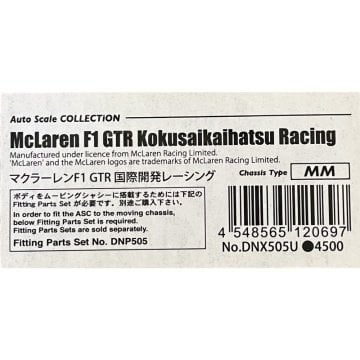 Auto Scale COLLECTION
McLaren F1 GTR Kokusaikaihatsu Racing
Manufactured under licence from McLaren Racing Limited.
'McLaren' and the McLaren logos are trademarks of McLaren Racing Limited.
マクラーレンF1 GTR 国際開発レーシング
Chassis Type MM
ボディをムービングシャシーに搭載するためには下記の
Fitting Parts Set が必要です。別途ご購入下さい。
In order to fit the ASC to the moving chassis,
below Fitting Parts Set is required.
Fitting Parts Sets are sold separately.
Fitting Parts Set No. DNP505
4 548565 120697
No.DNX505U ●4500